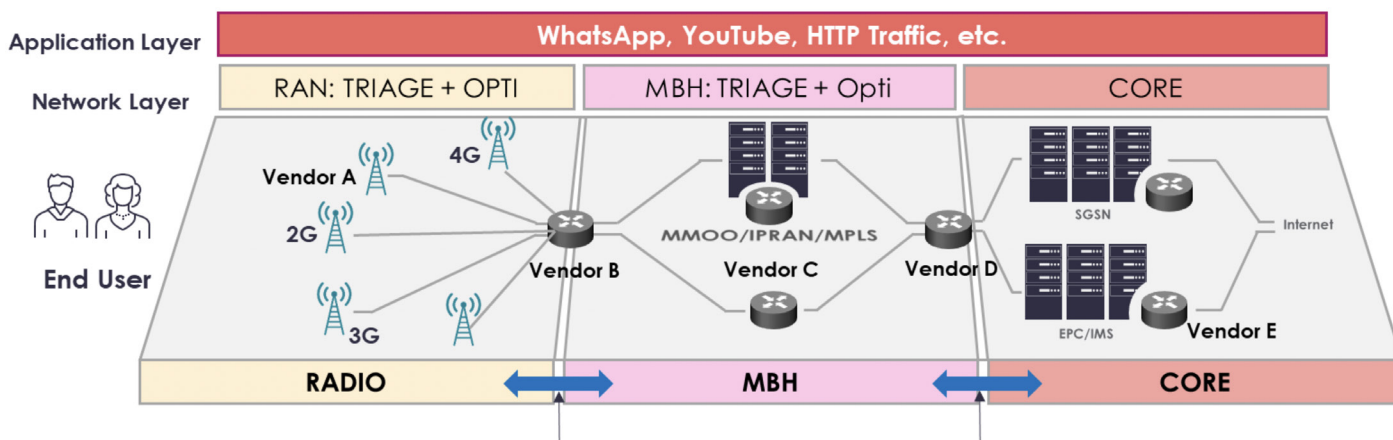 Application Layer
WhatsApp, YouTube, HTTP Traffic, etc.
Network Layer
RAN: TRIAGE + OPTI
MBH: TRIAGE + Opti
CORE
4G
Vendor A
2G
3G
End User
Vendor B
MMOO/IPRAN/MPLS
Vendor C
Vendor D
SGSN
Internet
EPC/IMS
Vendor E
RADIO
MBH
CORE